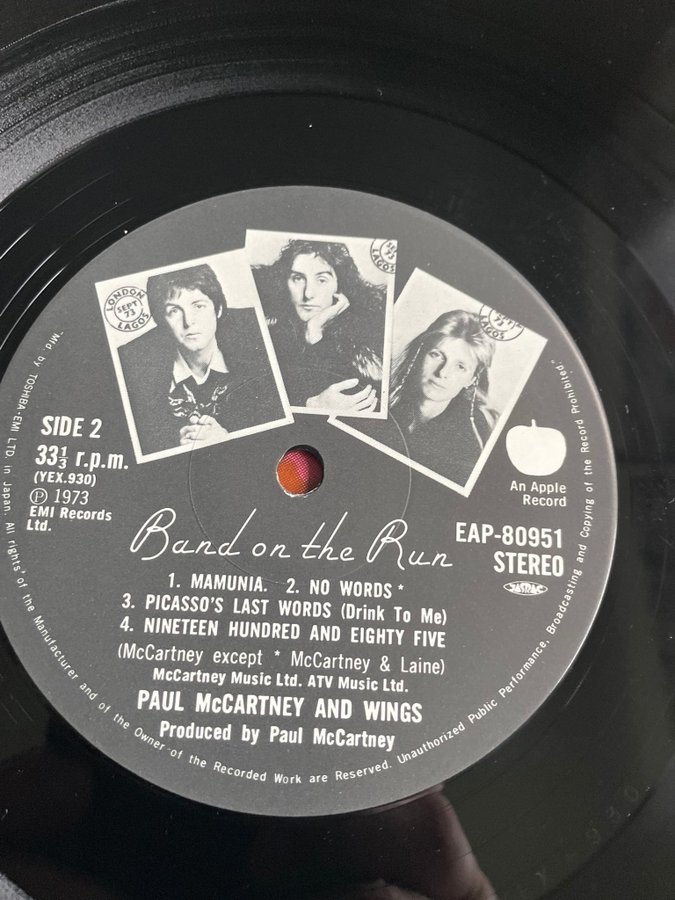 LONDON
SEPT
73
LAGOS
SEPT
73
LAGOS
SEPT
73
LAGOS
SIDE 2
33⅓ r.p.m.
(YEX.930)
℗ 1973
EMI Records
Ltd.
An Apple
Record
EAP-80951
STEREO
JASRAC
Band on the Run
1. MAMUNIA. 2. NO WORDS *
3. PICASSO'S LAST WORDS (Drink To Me)
4. NINETEEN HUNDRED AND EIGHTY FIVE
(McCartney except * McCartney & Laine)
McCartney Music Ltd. ATV Music Ltd.
PAUL McCARTNEY AND WINGS
Produced by Paul McCartney
"Mfd by TOSHIBA-EMI LTD. in Japan. All rights of the Manufacturer and of the Owner of the Recorded Work are Reserved. Unauthorized Public Performance, Broadcasting and Copying of the Record Prohibited."